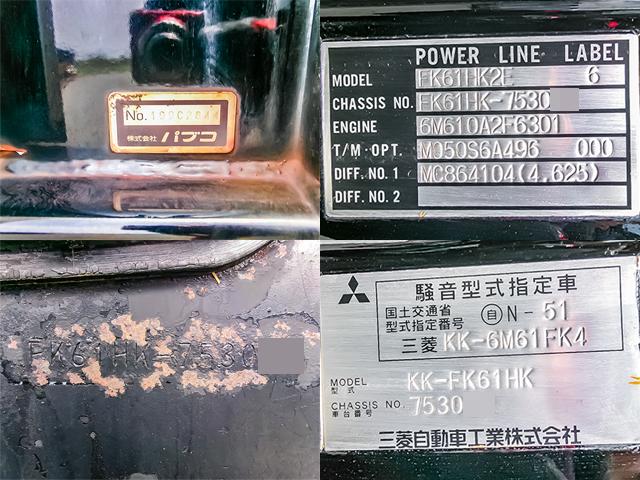 No. 199C2844
株式会社 パブコ
POWER LINE LABEL
MODEL FK61HK2E 6
CHASSIS NO. FK61HK-7530
ENGINE 6M610A2F6301
T/M·OPT. M050S6A496 000
DIFF. NO. 1 MC864104(4.625)
DIFF. NO. 2
FK61HK-7530
騒音型式指定車
国土交通省
型式指定番号 自N-51
三菱 KK-6M61FK4
MODEL 型式 KK-FK61HK
CHASSIS NO. 車台番号 7530
三菱自動車工業株式会社